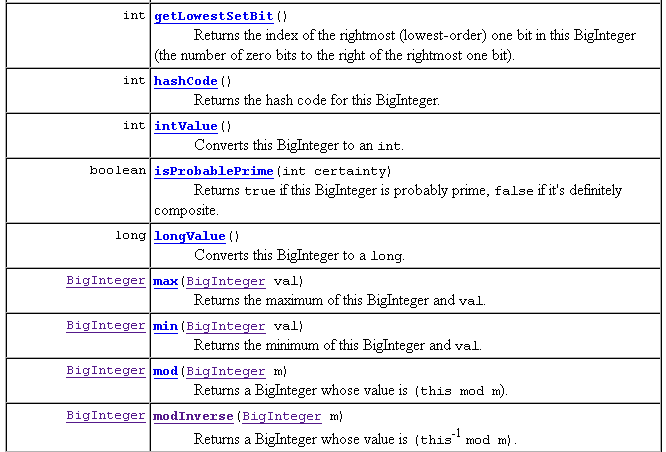 int getLowestSetBit()
Returns the index of the rightmost (lowest-order) one bit in this BigInteger
(the number of zero bits to the right of the rightmost one bit).
int hashCode()
Returns the hash code for this BigInteger.
int intValue()
Converts this BigInteger to an int.
boolean isProbablePrime(int certainty)
Returns true if this BigInteger is probably prime, false if it's definitely
composite.
long longValue()
Converts this BigInteger to a long.
BigInteger max(BigInteger val)
Returns the maximum of this BigInteger and val.
BigInteger min(BigInteger val)
Returns the minimum of this BigInteger and val.
BigInteger mod(BigInteger m)
Returns a BigInteger whose value is (this mod m).
BigInteger modInverse(BigInteger m)
Returns a BigInteger whose value is (this-1 mod m).